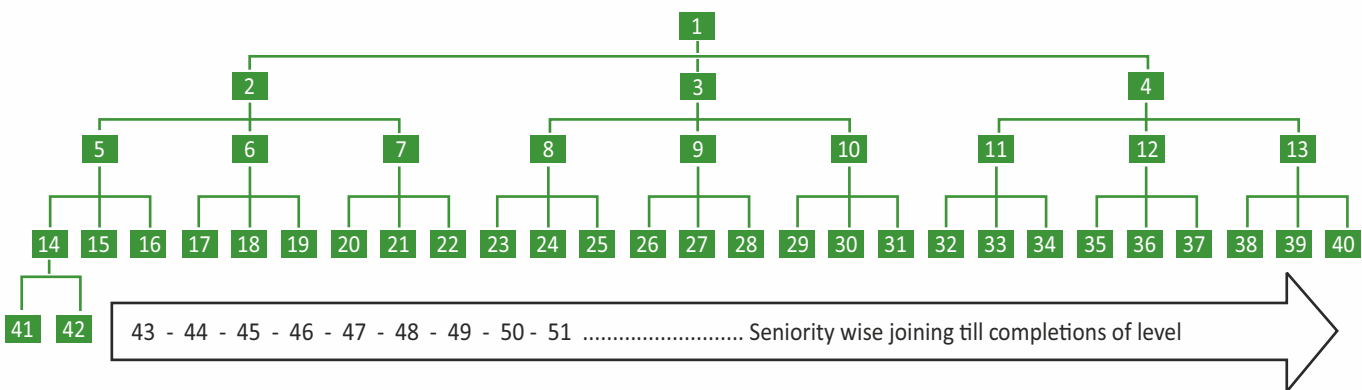 1
2 3 4
5 6 7 8 9 10 11 12 13
14 15 16 17 18 19 20 21 22 23 24 25 26 27 28 29 30 31 32 33 34 35 36 37 38 39 40
41 42 43 - 44 - 45 - 46 - 47 - 48 - 49 - 50 - 51 .......................... Seniority wise joining till completions of level